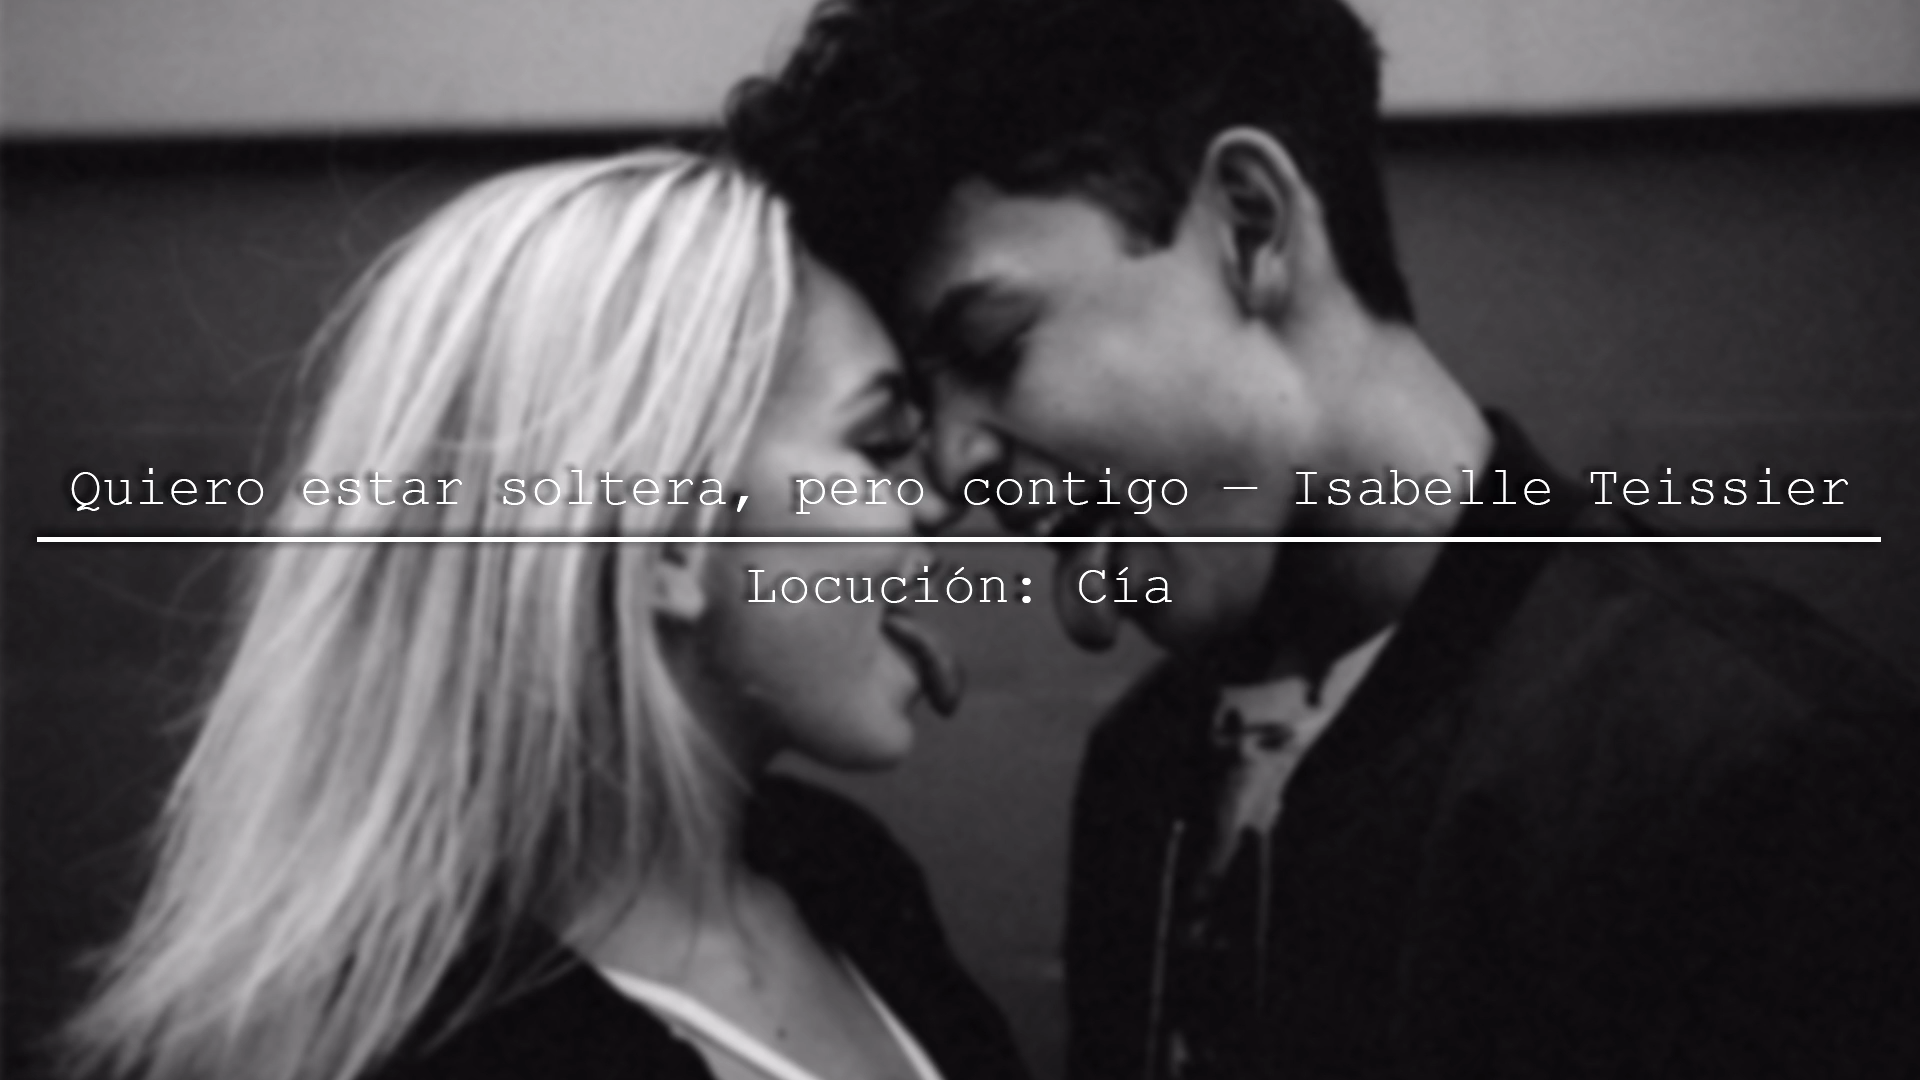 Quiero estar soltera, pero contigo — Isabelle Teissier
Locución: Cía